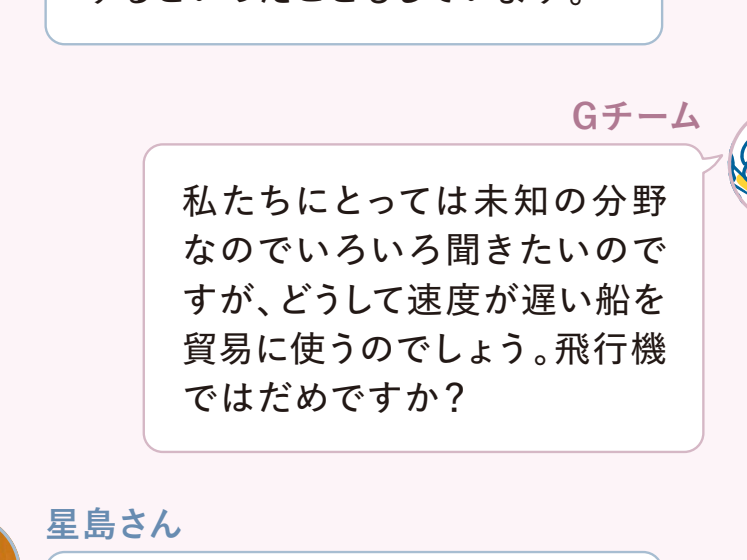 Gチーム
私たちにとっては未知の分野
なのでいろいろ聞きたいので
すが、どうして速度が遅い船を
貿易に使うのでしょう。飛行機
ではだめですか?
星島さん